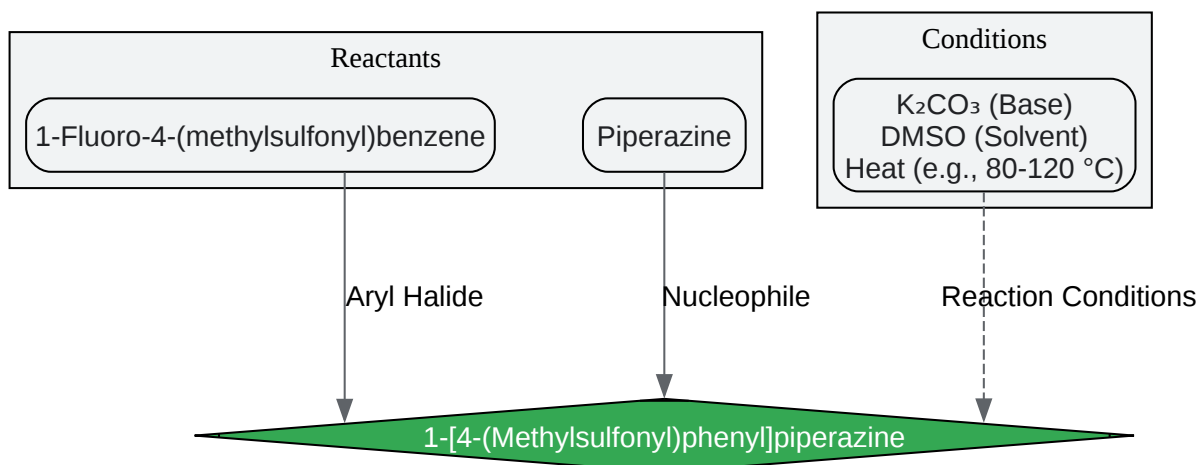 Reactants
Conditions
1-Fluoro-4-(methylsulfonyl)benzene
Piperazine
K₂CO₃ (Base)
DMSO (Solvent)
Heat (e.g., 80-120 °C)
Aryl Halide
Nucleophile
Reaction Conditions
1-[4-(Methylsulfonyl)phenyl]piperazine